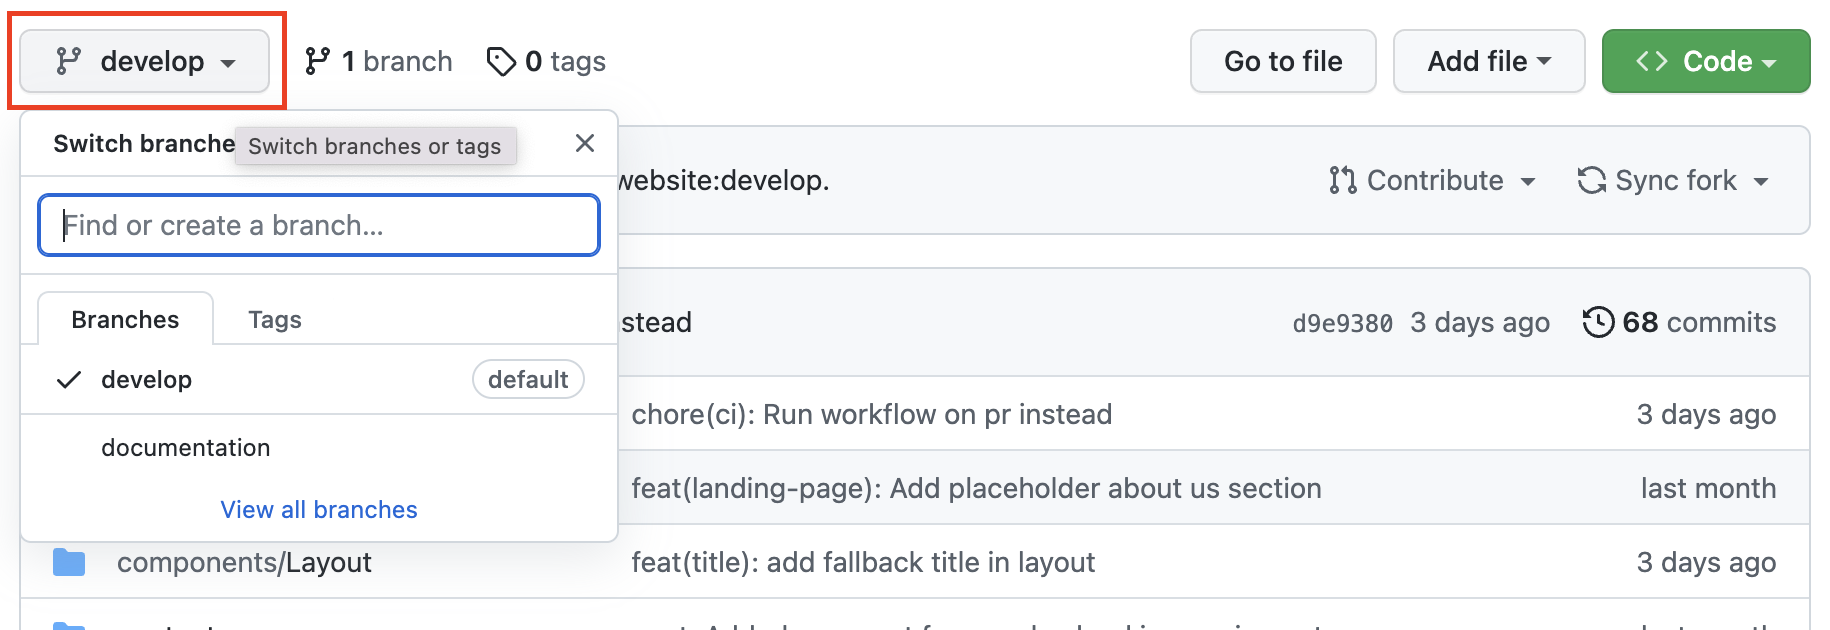 develop
1 branch
0 tags
Go to file
Add file
<> Code
Switch branche
Switch branches or tags
website:develop.
Contribute
Sync fork
Find or create a branch...
Branches
Tags
stead
d9e9380 3 days ago
68 commits
develop
default
chore(ci): Run workflow on pr instead
3 days ago
documentation
feat(landing-page): Add placeholder about us section
last month
View all branches
components/Layout
feat(title): add fallback title in layout
3 days ago